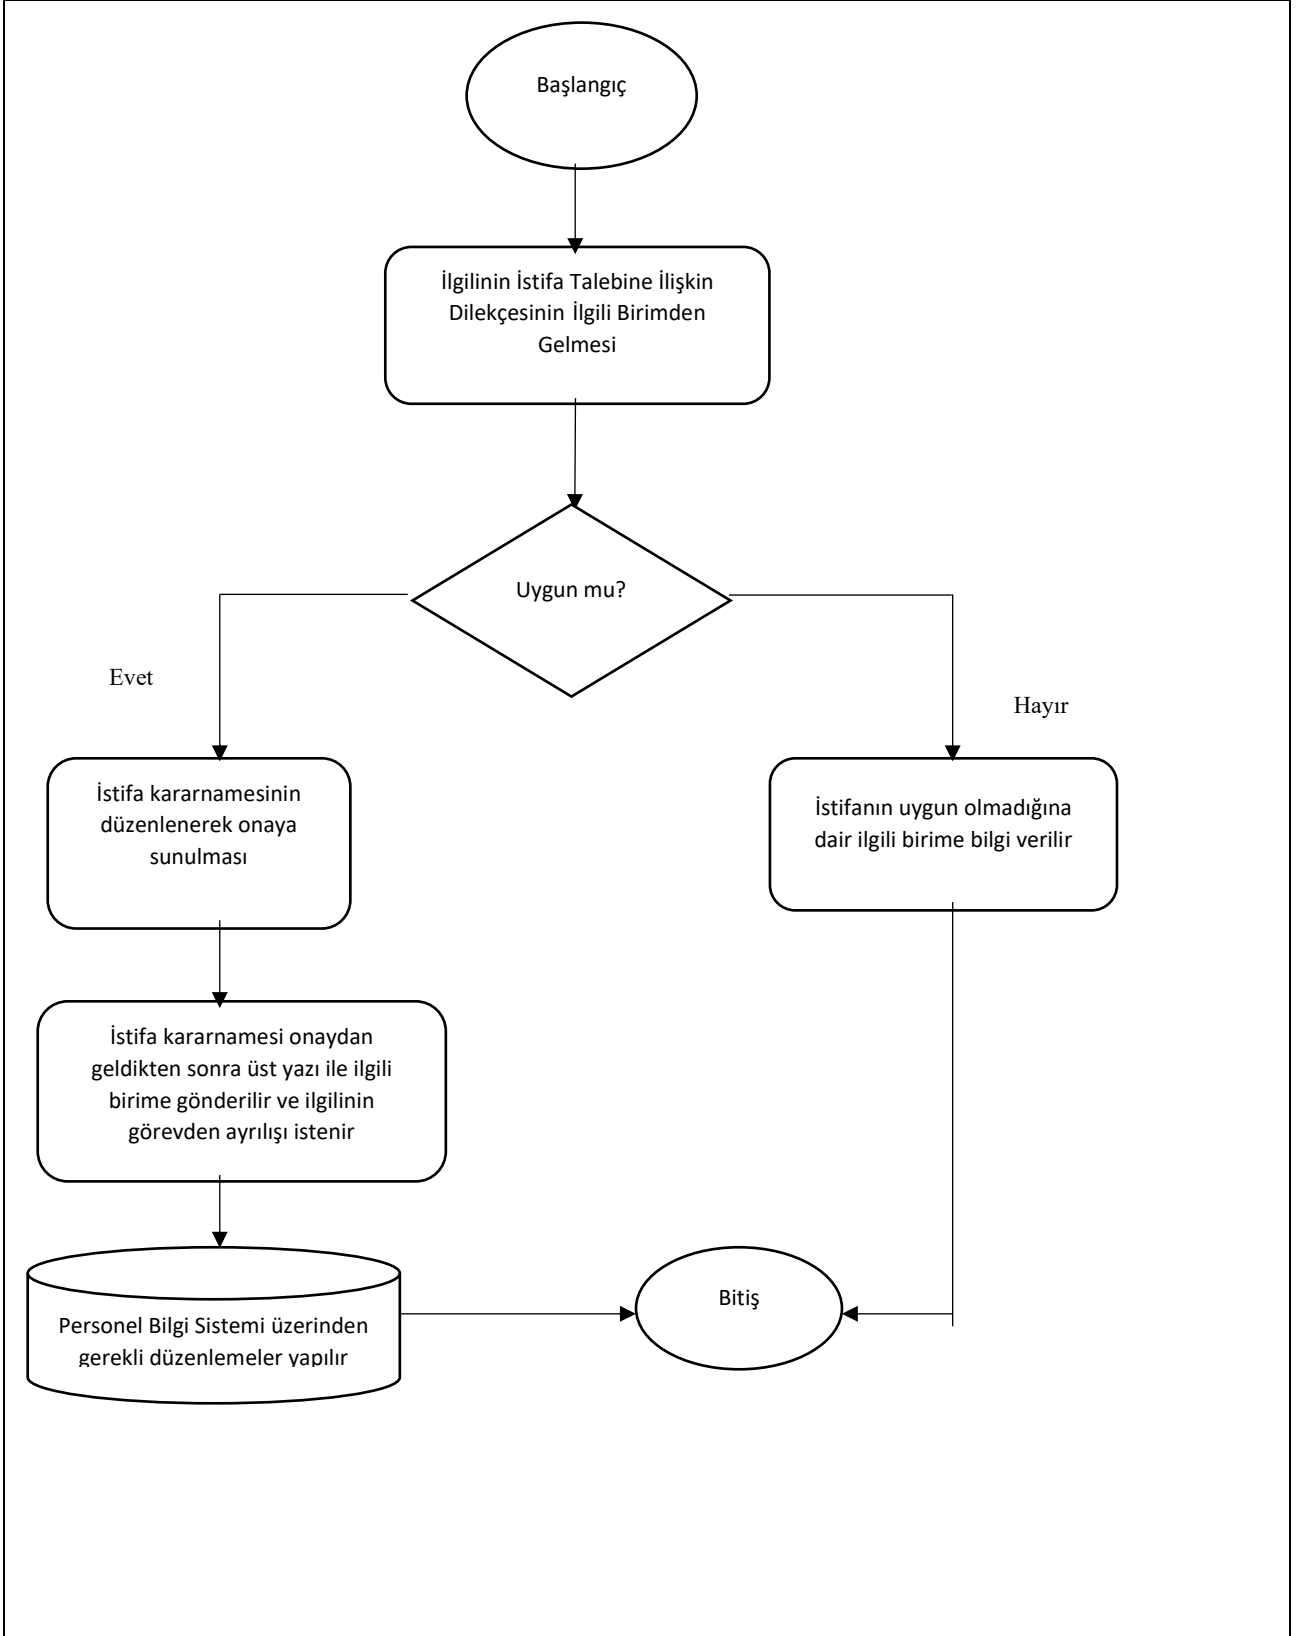 Başlangıç
İlgilinin İstifa Talebine İlişkin
Dilekçesinin İlgili Birimden
Gelmesi
Uygun mu?
Evet
Hayır
İstifa kararnamesinin
düzenlenerek onaya
sunulması
İstifanın uygun olmadığına
dair ilgili birime bilgi verilir
İstifa kararnamesi onaydan
geldikten sonra üst yazı ile ilgili
birime gönderilir ve ilgilinin
görevden ayrılışı istenir
Personel Bilgi Sistemi üzerinden
gerekli düzenlemeler yapılır
Bitiş